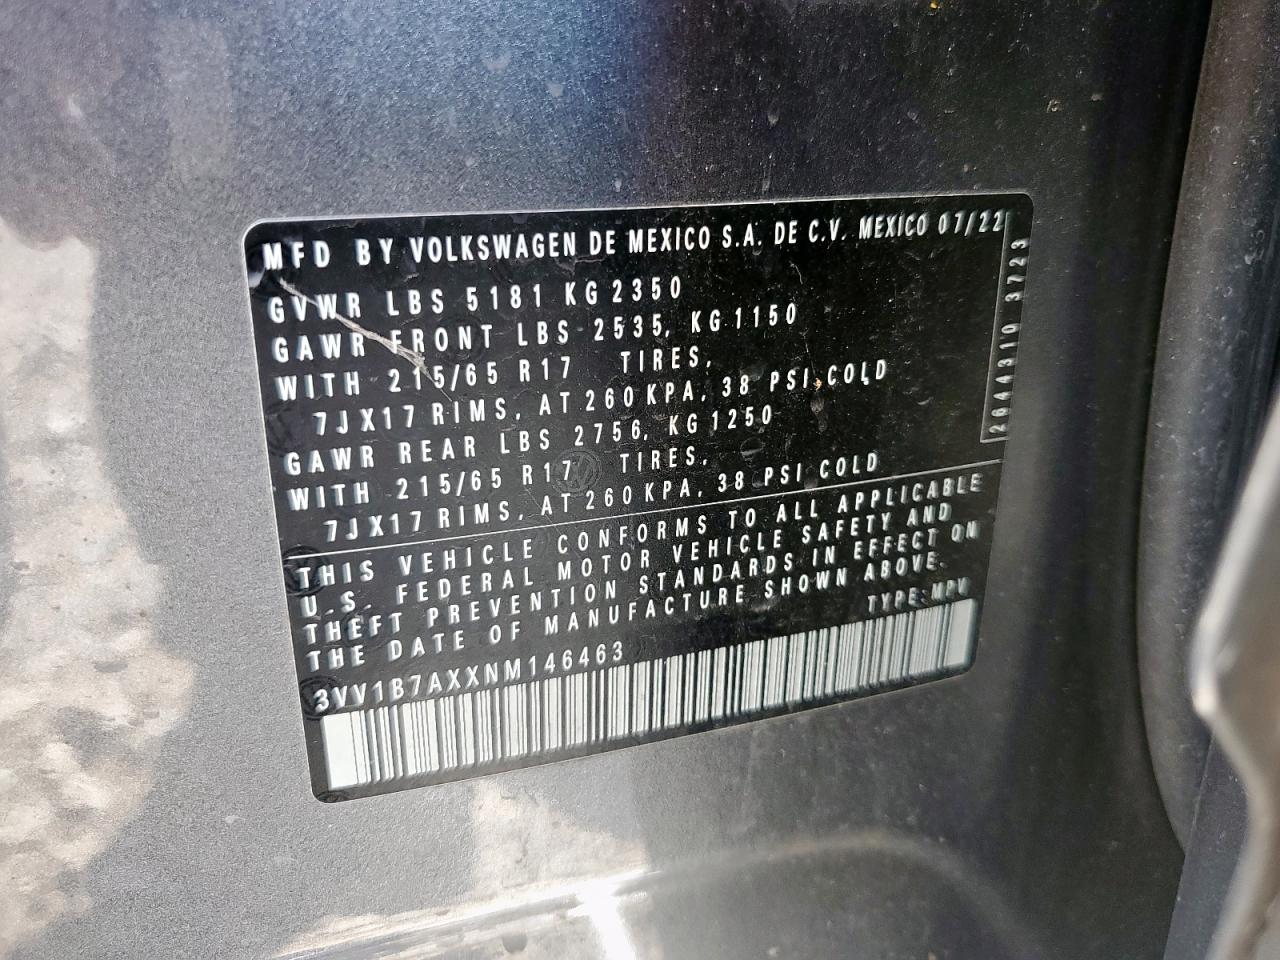 MFD BY VOLKSWAGEN DE MEXICO S.A. DE C.V. MEXICO 07/22
GVWR LBS 5181 KG 2350
GAWR FRONT LBS 2535, KG 1150
WITH 215/65 R17 TIRES,
7JX17 RIMS, AT 260 KPA, 38 PSI COLD
GAWR REAR LBS 2756, KG 1250
WITH 215/65 R17 TIRES,
7JX17 RIMS, AT 260 KPA, 38 PSI COLD
2044310 3723
THIS VEHICLE CONFORMS TO ALL APPLICABLE
U.S. FEDERAL MOTOR VEHICLE SAFETY AND
THEFT PREVENTION STANDARDS IN EFFECT ON
THE DATE OF MANUFACTURE SHOWN ABOVE.
TYPE: MPV
3VV1B7AXXNM146463